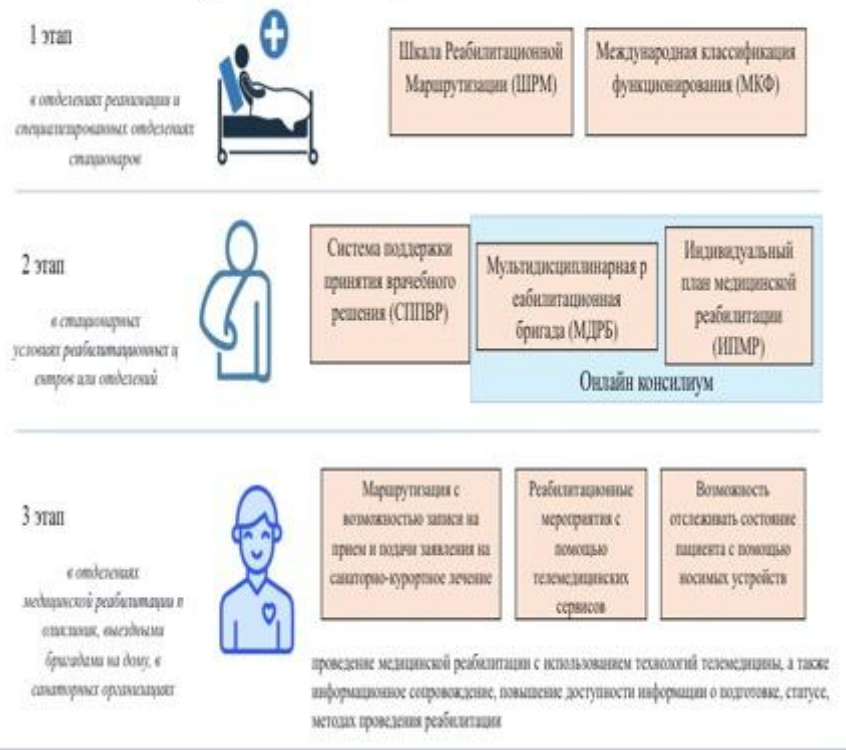 1 этап
в отделениях реанимации и
специализированных отделениях
стационаров
Шкала Реабилитационной
Маршрутизации (ШРМ)
Международная классификация
функционирования (МКФ)
2 этап
в стационарных
условиях реабилитационных ц
ентров или отделений
Система поддержки
принятия врачебного
решения (СППВР)
Мультидисциплинарная р
еабилитационная
бригада (МДРБ)
Индивидуальный
план медицинской
реабилитации
(ИПМР)
Онлайн консилиум
3 этап
в отделениях
медицинской реабилитации п
оликлиник, выездными
бригадами на дому, в
санаторных организациях
Маршрутизация с
возможностью записи на
прием и подачи заявления на
санаторно-курортное лечение
Реабилитационные
мероприятия с
помощью
телемедицинских
сервисов
Возможность
отслеживать состояние
пациента с помощью
носимых устройств
проведение медицинской реабилитации с использованием технологий телемедицины, а также
информационное сопровождение, повышение доступности информации о подготовке, статусе,
методах проведения реабилитации